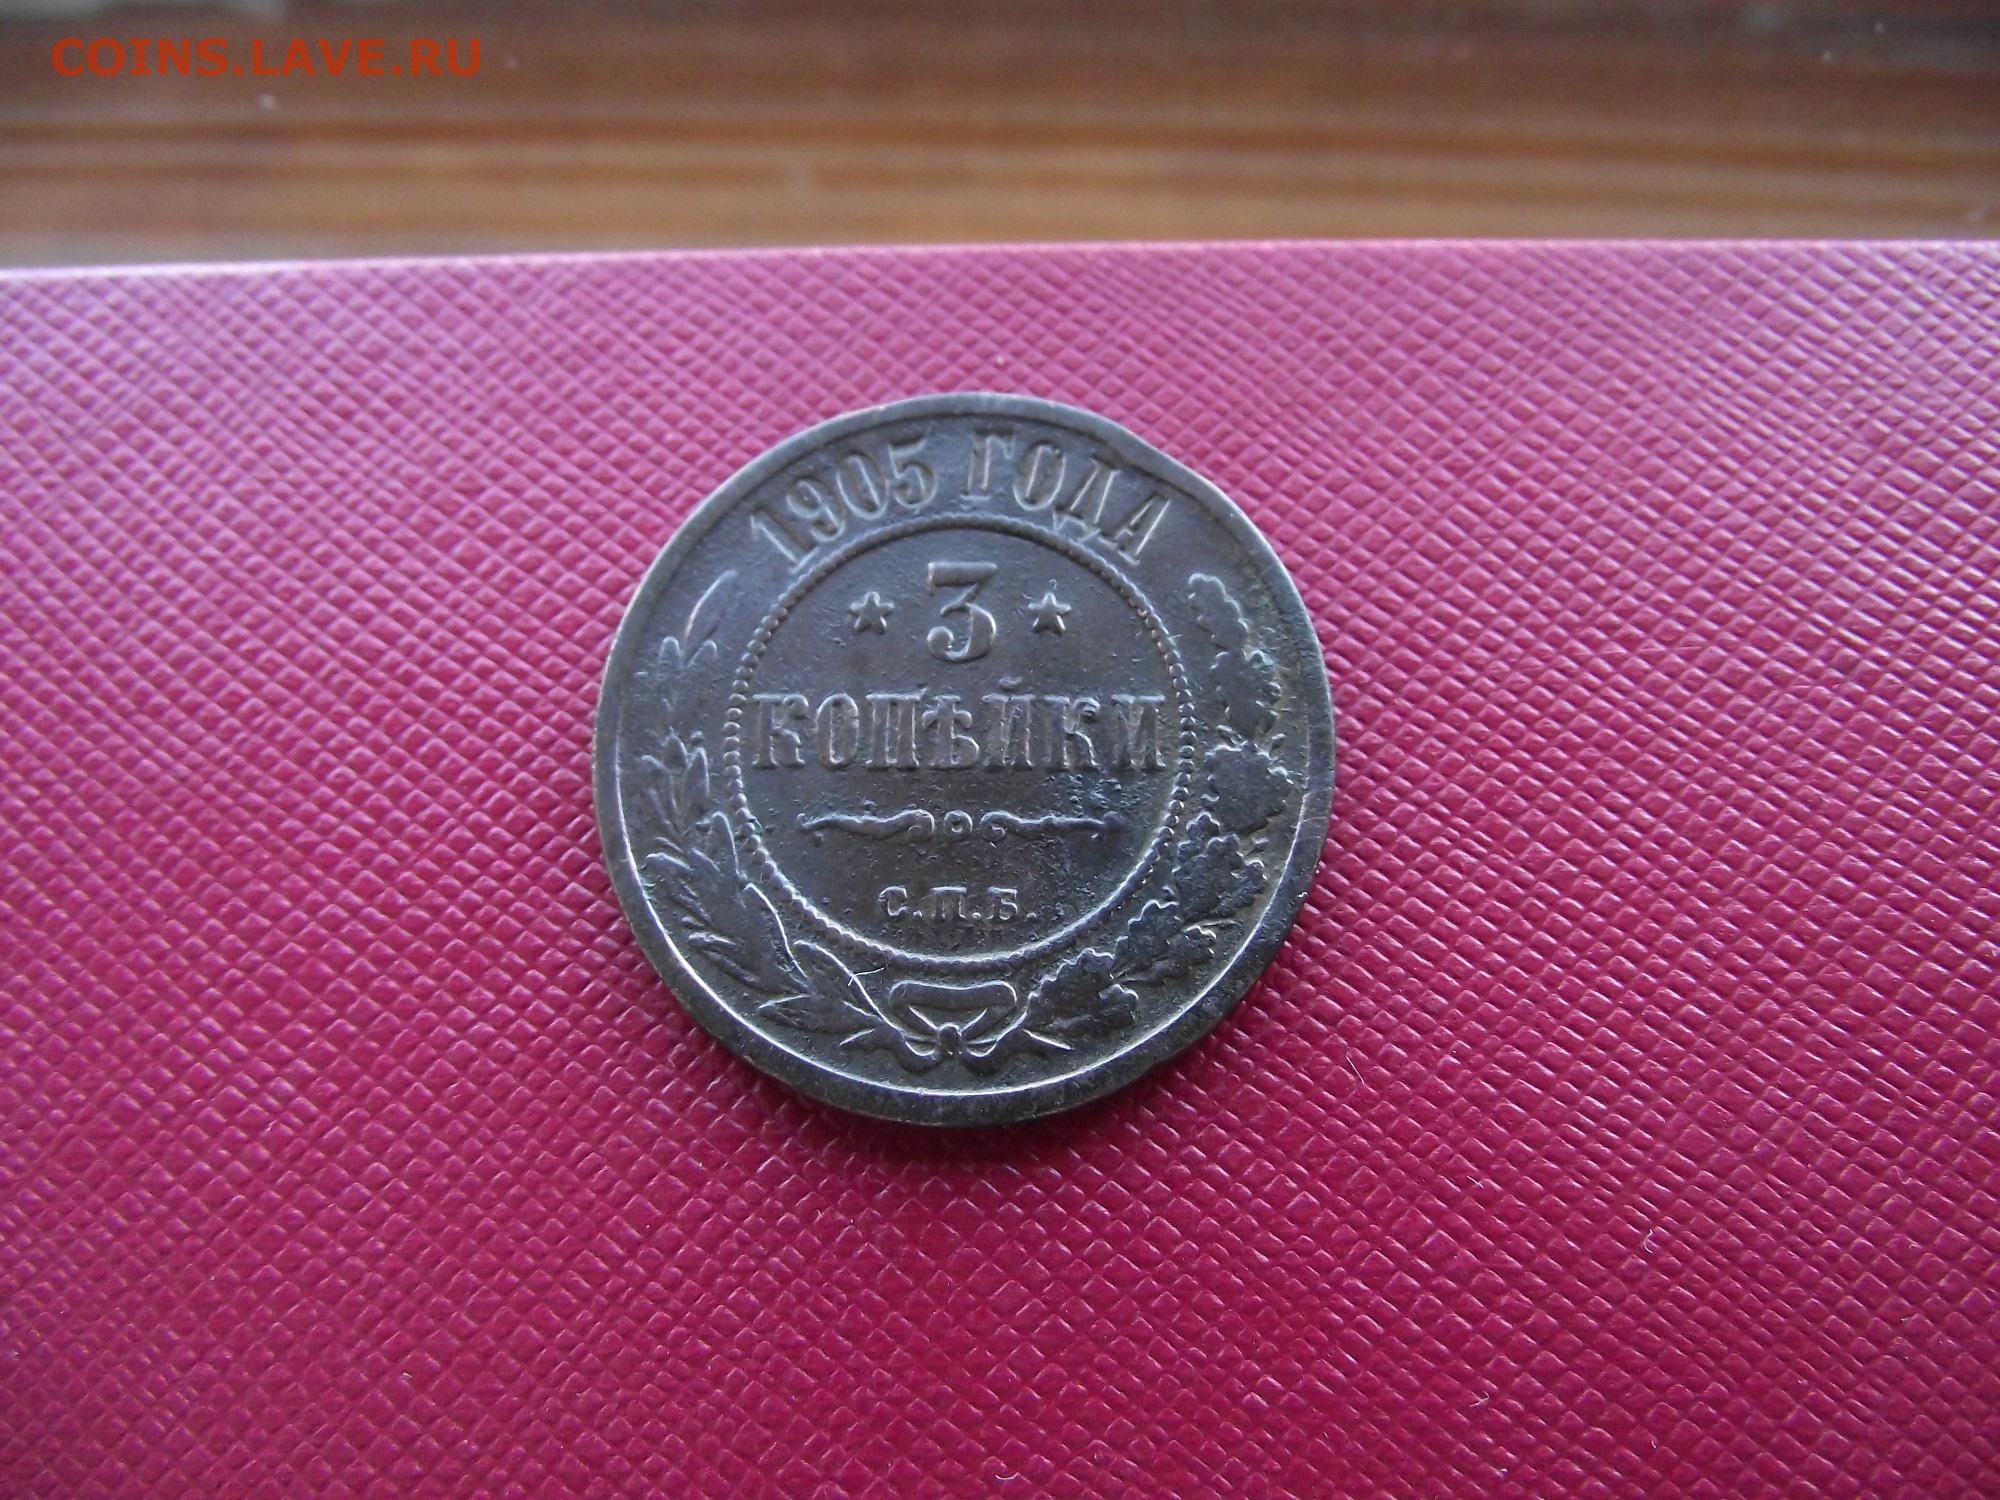 COINS.LAVE.RU
1905 ГОДА
3
КОПѢЙКИ
С.П.Б.